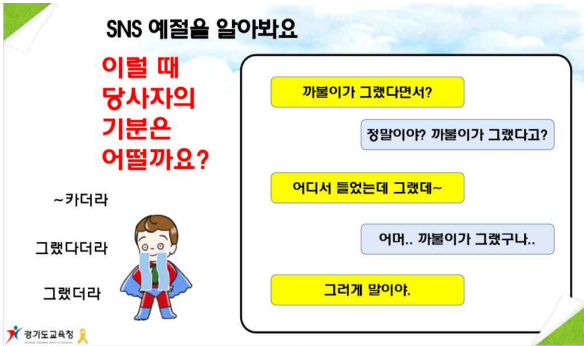 SNS 예절을 알아봐요
이럴 때
당사자의
기분은
어떨까요?
~카더라
그랬다더라
그랬더라
까불이가 그랬다면서?
정말이야? 까불이가 그랬다고?
어디서 들었는데 그랬데~
어머.. 까불이가 그랬구나..
그러게 말이야.
경기도교육청